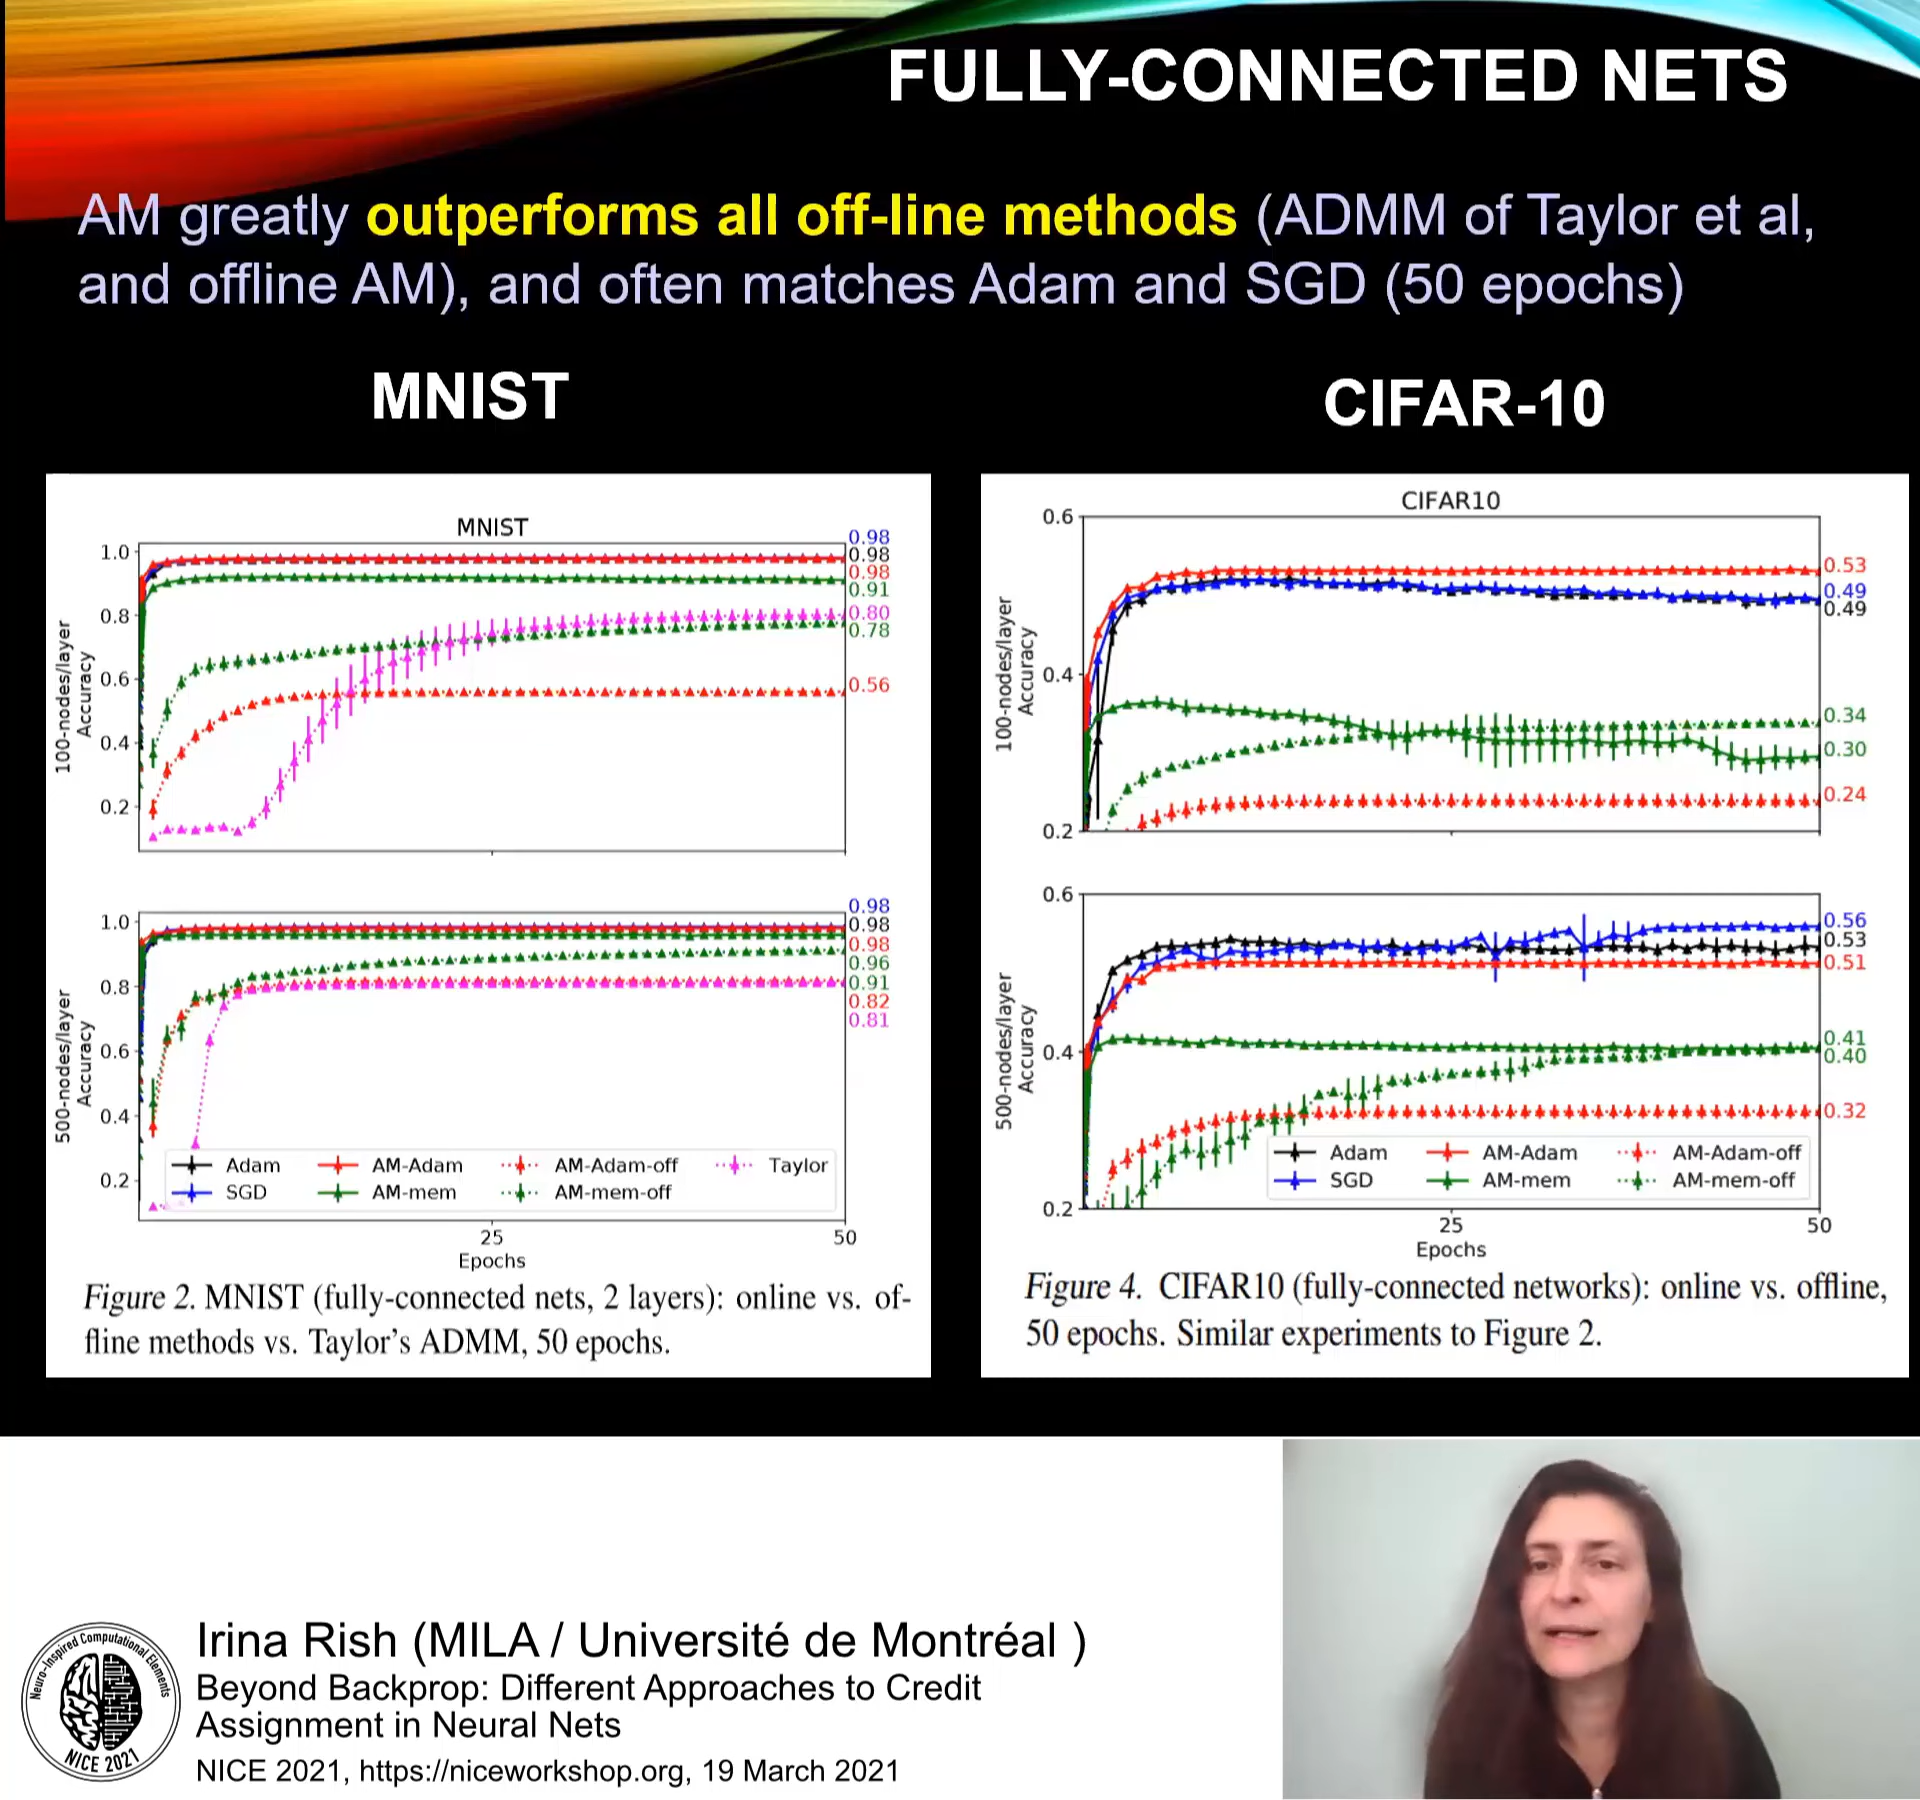 FULLY-CONNECTED NETS
AM greatly outperforms all off-line methods (ADMM of Taylor et al,
and offline AM), and often matches Adam and SGD (50 epochs)
MNIST
CIFAR-10
MNIST
1.0
0.8
0.6
0.4
0.2
100-nodes/layer
Accuracy
0.98
0.98
0.98
0.91
0.80
0.78
0.56
1.0
0.8
0.6
0.4
0.2
500-nodes/layer
Accuracy
0.98
0.98
0.98
0.96
0.91
0.82
0.81
Adam AM-Adam AM-Adam-off Taylor
SGD AM-mem AM-mem-off
25 50
Epochs
Figure 2. MNIST (fully-connected nets, 2 layers): online vs. of-
fline methods vs. Taylor's ADMM, 50 epochs.
CIFAR10
0.6
0.4
0.2
100-nodes/layer
Accuracy
0.53
0.49
0.49
0.34
0.30
0.24
0.6
0.4
0.2
500-nodes/layer
Accuracy
0.56
0.53
0.51
0.41
0.40
0.32
Adam AM-Adam AM-Adam-off
SGD AM-mem AM-mem-off
25 50
Epochs
Figure 4. CIFAR10 (fully-connected networks): online vs. offline,
50 epochs. Similar experiments to Figure 2.
Neuro-Inspired Computational Elements
NICE 2021
Irina Rish (MILA / Université de Montréal )
Beyond Backprop: Different Approaches to Credit
Assignment in Neural Nets
NICE 2021, https://niceworkshop.org, 19 March 2021